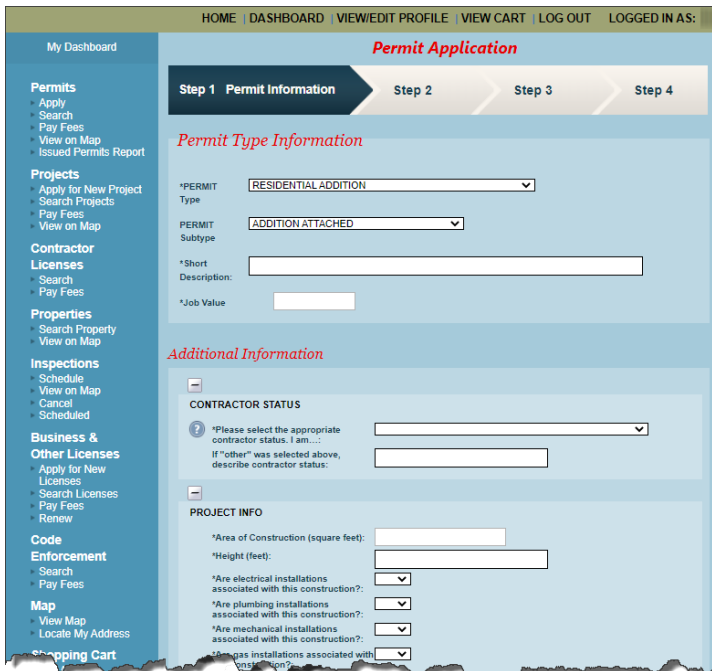 HOME | DASHBOARD | VIEW/EDIT PROFILE | VIEW CART | LOG OUT LOGGED IN AS:
My Dashboard
Permits
Apply
Search
Pay Fees
View on Map
Issued Permits Report
Projects
Apply for New Project
Search Projects
Pay Fees
View on Map
Contractor
Licenses
Search
Pay Fees
Properties
Search Property
View on Map
Inspections
Schedule
View on Map
Cancel
Scheduled
Business &
Other Licenses
Apply for New
Licenses
Search Licenses
Pay Fees
Renew
Code
Enforcement
Search
Pay Fees
Map
View Map
Locate My Address
Shopping Cart
Permit Application
Step 1 Permit Information
Step 2
Step 3
Step 4
Permit Type Information
*PERMIT
Type
RESIDENTIAL ADDITION
PERMIT
Subtype
ADDITION ATTACHED
*Short
Description:
*Job Value
Additional Information
CONTRACTOR STATUS
?
*Please select the appropriate
contractor status. I am...:
If "other" was selected above,
describe contractor status:
PROJECT INFO
*Area of Construction (square feet):
*Height (feet):
*Are electrical installations
associated with this construction?:
*Are plumbing installations
associated with this construction?:
*Are mechanical installations
associated with this construction?:
*Are gas installations associated with